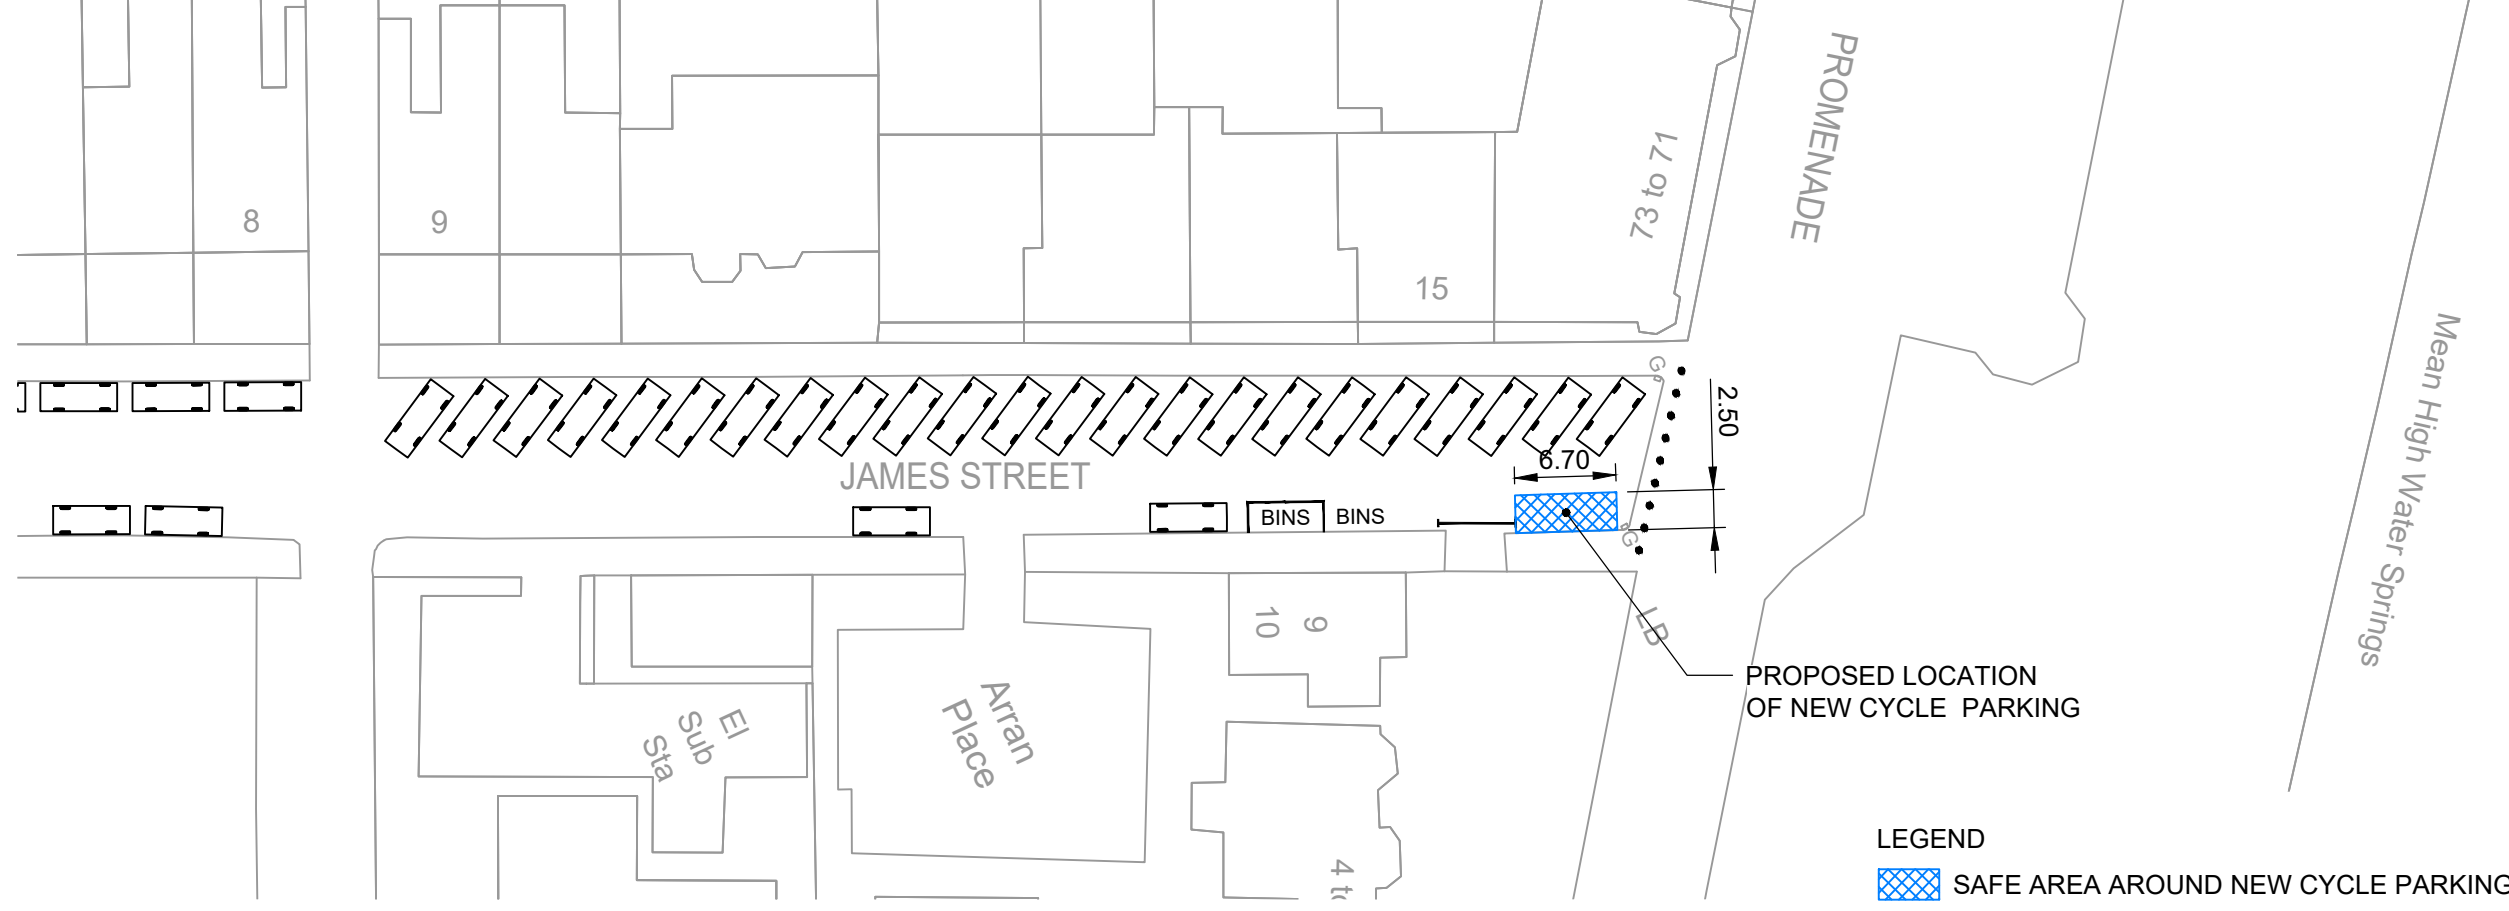 PROMENADE
73 to 71
8
9
15
Mean High Water Springs
G
2.50
6.70
JAMES STREET
BINS
BINS
G
10
9
LB
PROPOSED LOCATION
OF NEW CYCLE PARKING
Arran
Place
El
Sub
Sta
4 to
LEGEND
SAFE AREA AROUND NEW CYCLE PARKING